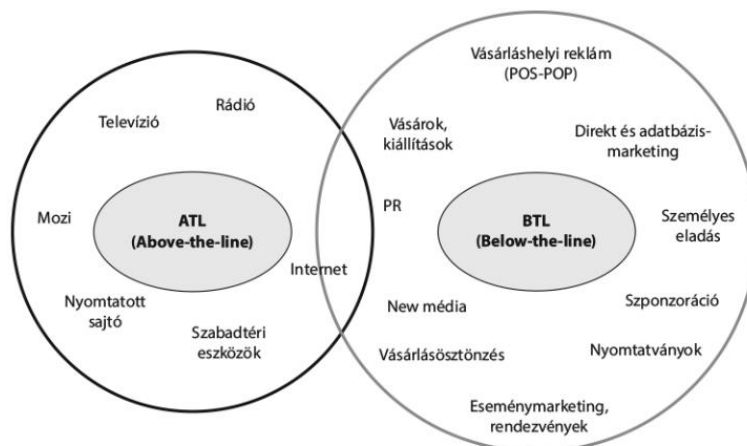 Televízió
Rádió
Mozi
ATL
(Above-the-line)
Internet
Nyomtatott
sajtó
Szabadtéri
eszközök
Vásárláshelyi reklám
(POS-POP)
Vásárok,
kiállítások
Direkt és adatbázis-
marketing
PR
BTL
(Below-the-line)
Személyes
eladás
New média
Szponzoráció
Vásárlásösztönzés
Nyomtatványok
Eseménymarketing,
rendezvények